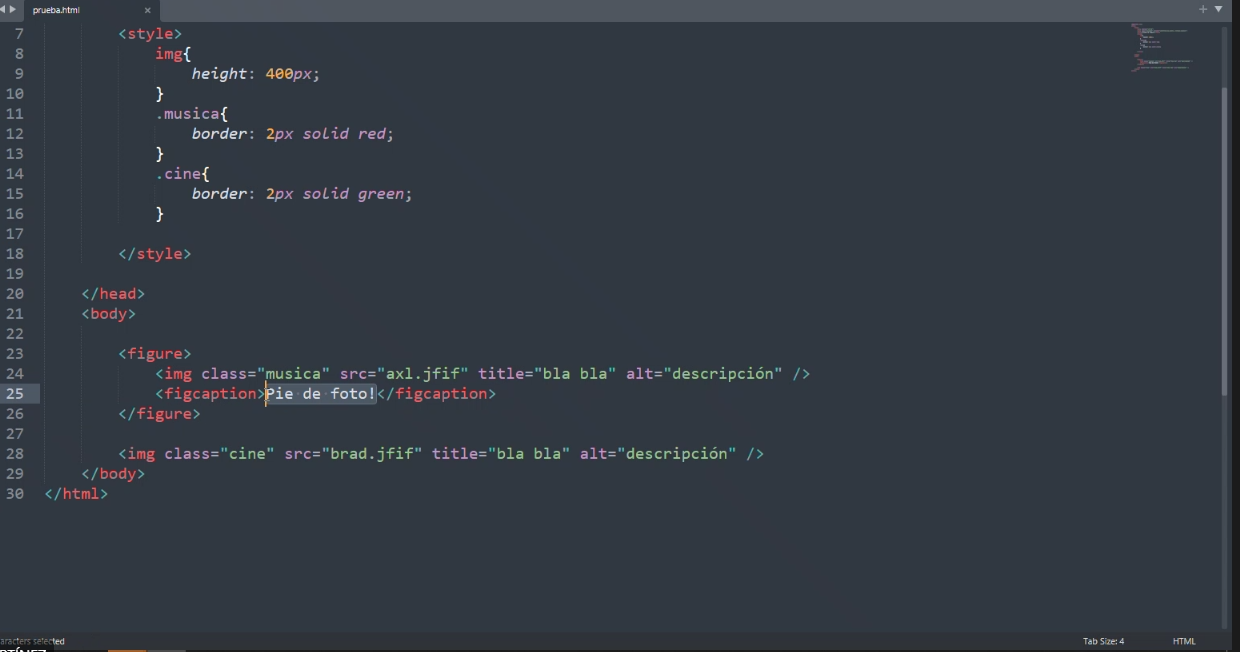 prueba.html ×
7 <style>
8 img{
9 height: 400px;
10 }
11 .musica{
12 border: 2px solid red;
13 }
14 .cine{
15 border: 2px solid green;
16 }
17
18 </style>
19
20 </head>
21 <body>
22
23 <figure>
24 <img class="musica" src="axl.jfif" title="bla bla" alt="descripción" />
25 <figcaption>Pie de foto!</figcaption>
26 </figure>
27
28 <img class="cine" src="brad.jfif" title="bla bla" alt="descripción" />
29 </body>
30 </html>
selected Tab Size: 4 HTML